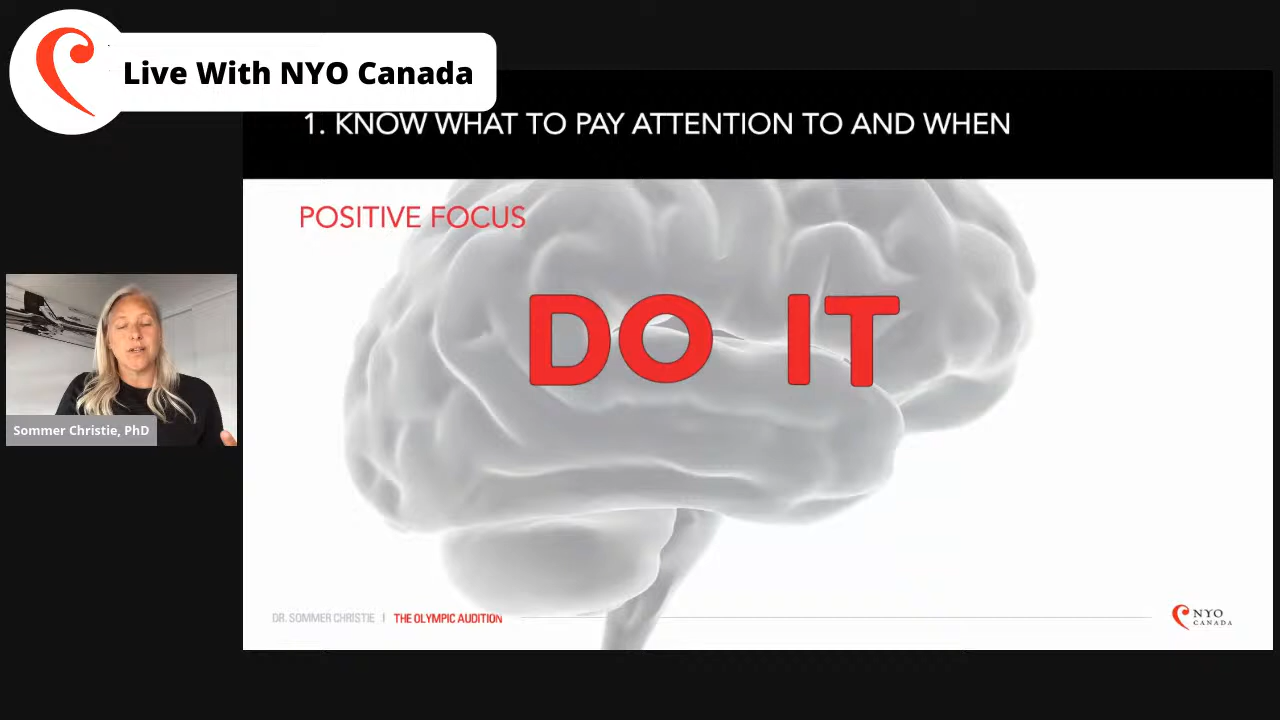 Live With NYO Canada
1. KNOW WHAT TO PAY ATTENTION TO AND WHEN
POSITIVE FOCUS
DO IT
Sommer Christie, PhD
DR. SOMMER CHRISTIE | THE OLYMPIC AUDITION
NYO
CANADA